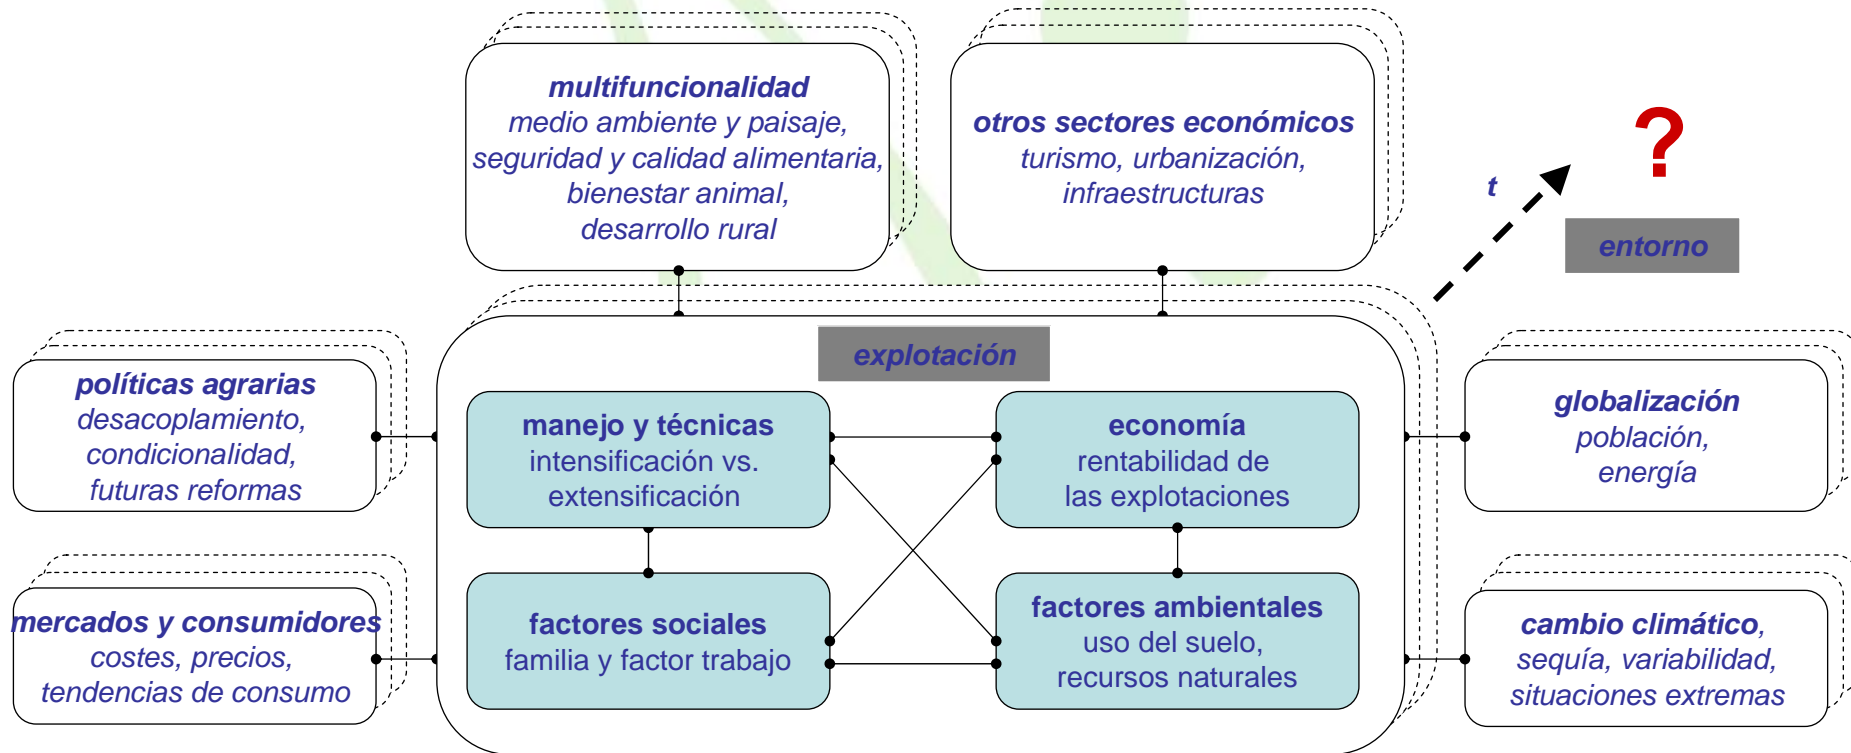 multifuncionalidad
medio ambiente y paisaje,
seguridad y calidad alimentaria,
bienestar animal,
desarrollo rural
otros sectores económicos
turismo, urbanización,
infraestructuras
t
?
entorno
explotación
políticas agrarias
desacoplamiento,
condicionalidad,
futuras reformas
manejo y técnicas
intensificación vs.
extensificación
economía
rentabilidad de
las explotaciones
globalización
población,
energía
mercados y consumidores
costes, precios,
tendencias de consumo
factores sociales
familia y factor trabajo
factores ambientales
uso del suelo,
recursos naturales
cambio climático,
sequía, variabilidad,
situaciones extremas